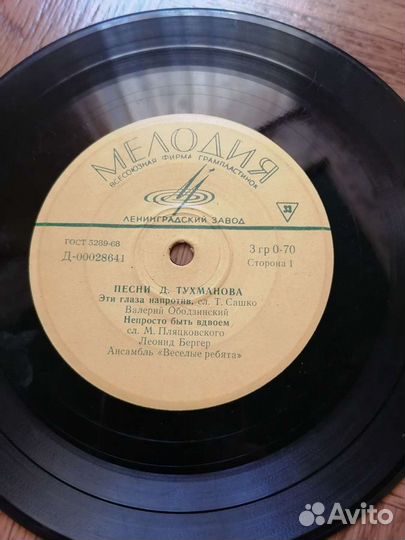 МЕЛОДИЯ
ВСЕСОЮЗНАЯ ФИРМА ГРАМПЛАСТИНОК
33
ЛЕНИНГРАДСКИЙ ЗАВОД
ГОСТ 5289-68
3 гр 0-70
Д-00028641
Сторона 1
ПЕСНИ Д. ТУХМАНОВА
Эти глаза напротив, сл. Т. Сашко
Валерий Ободзинский
Непросто быть вдвоем
сл. М. Пляцковского
Леонид Бергер
Ансамбль «Веселые ребята»
Avito